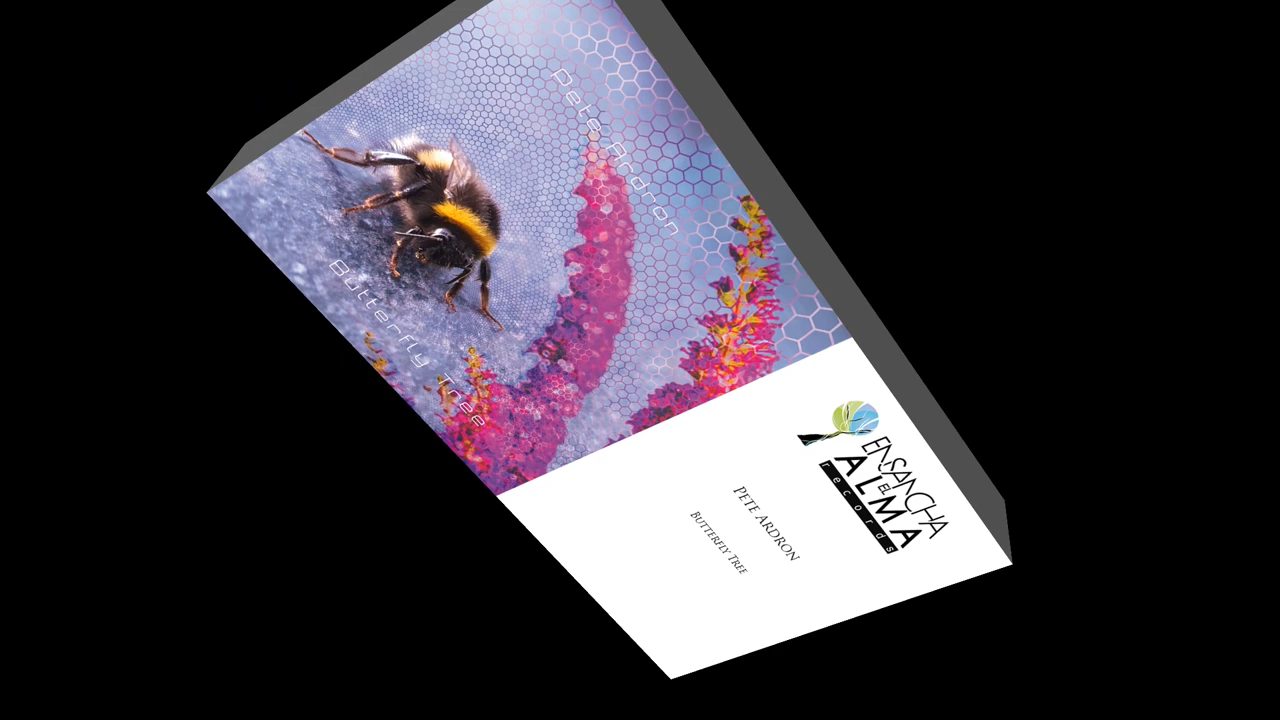 Pete Ardron
Butterfly Tree
ENSANCHA
EL
ALMA
records
PETE ARDRON
BUTTERFLY TREE